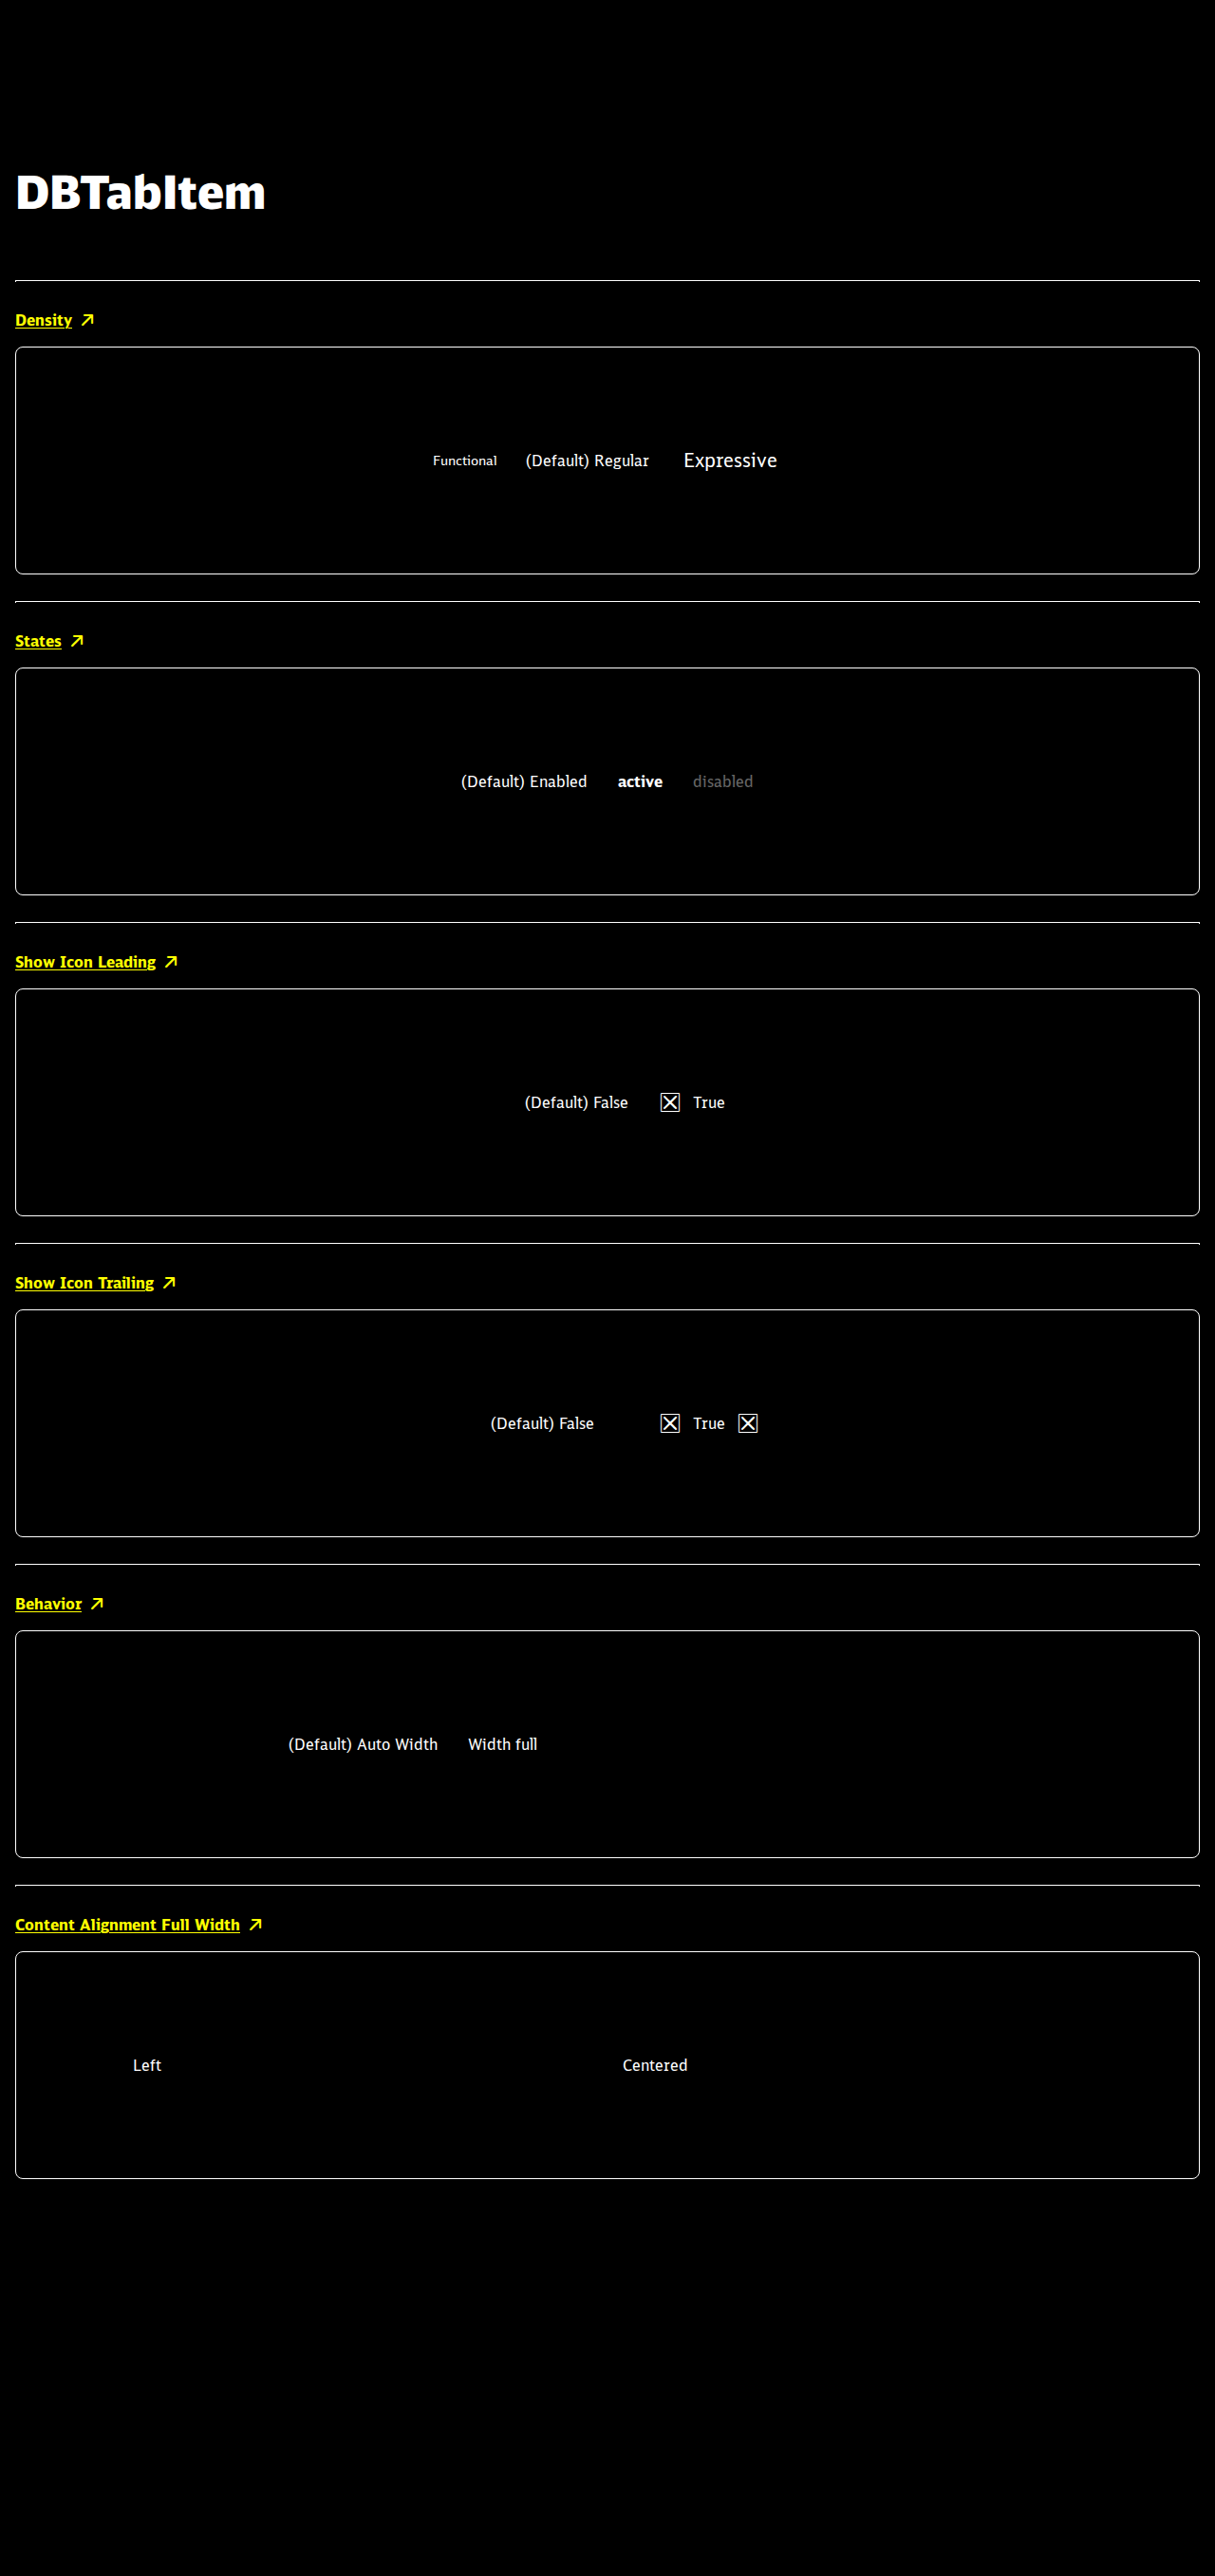 DBTabItem
Density
Functional (Default) Regular Expressive
States
(Default) Enabled active disabled
Show Icon Leading
(Default) False True
Show Icon Trailing
(Default) False True
Behavior
(Default) Auto Width Width full
Content Alignment Full Width
Left Centered